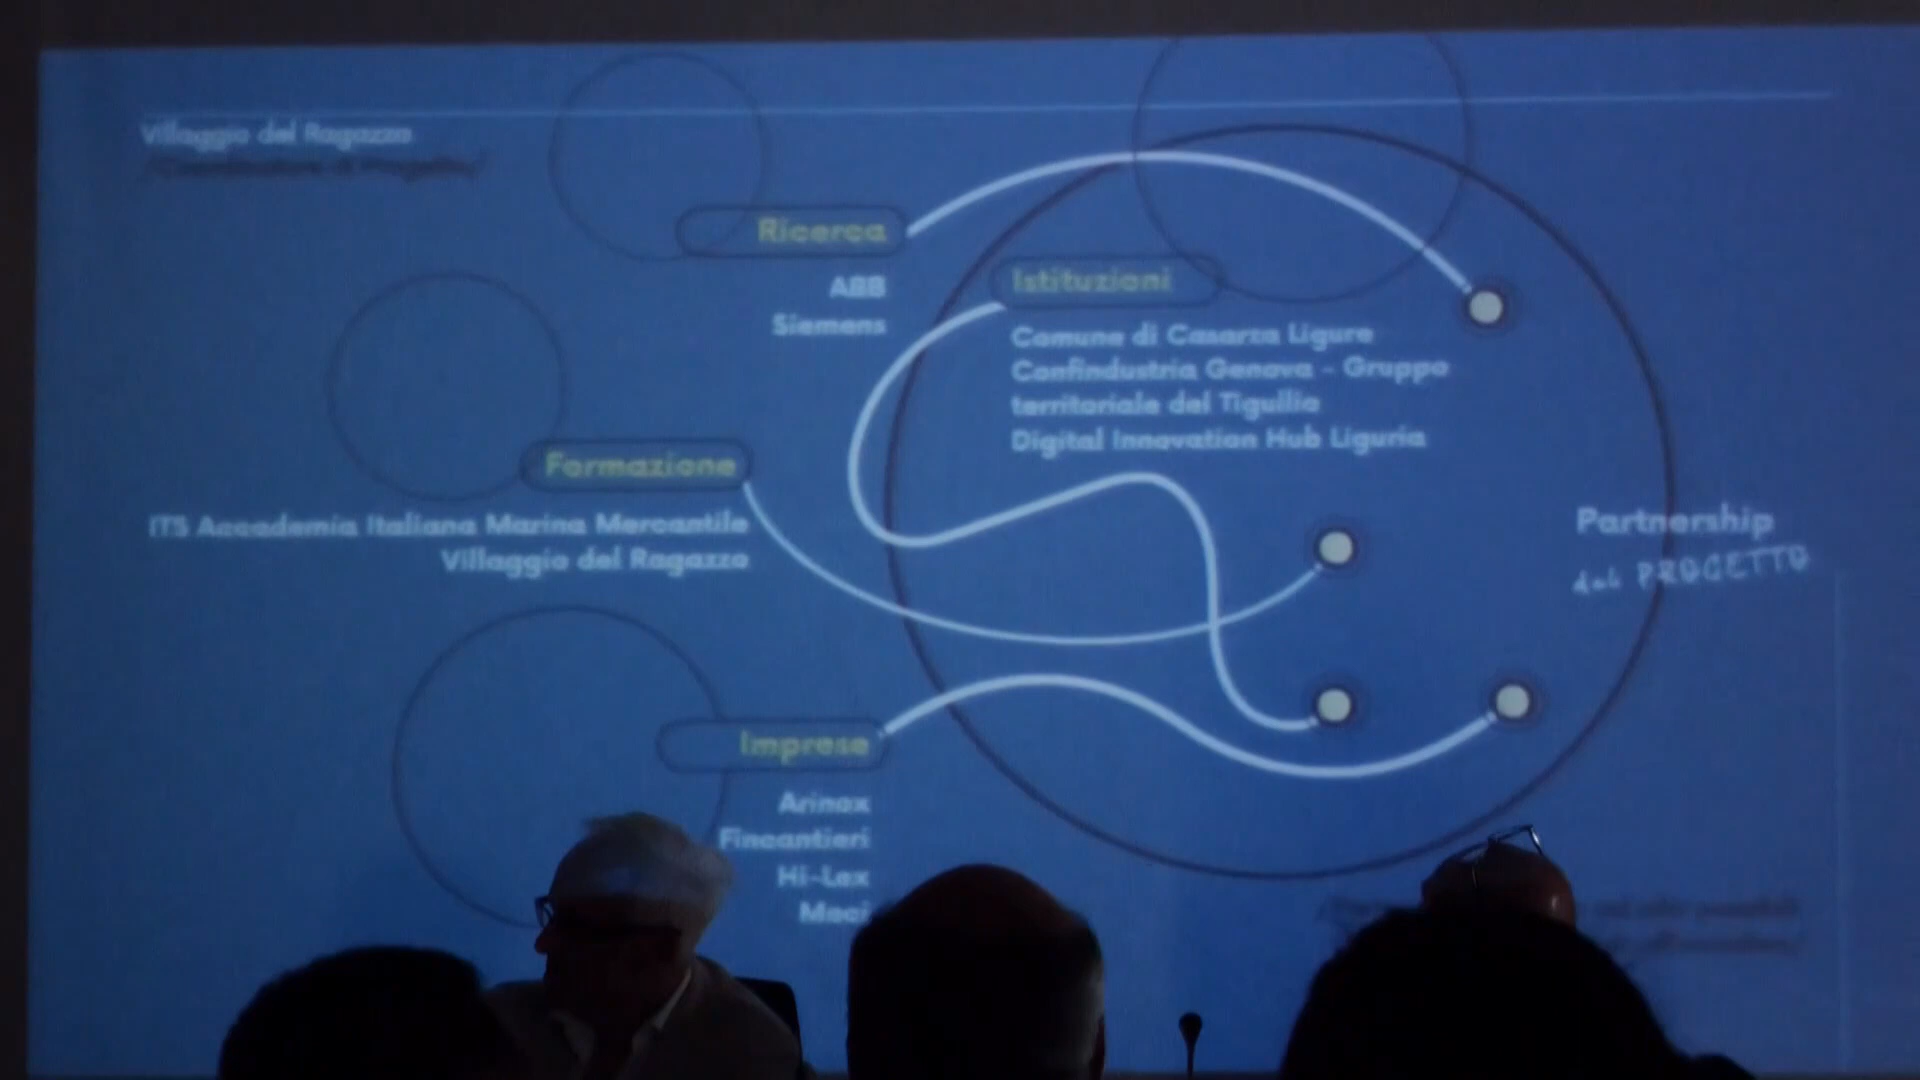 Villaggio del Ragazzo
Ricerca
ABB
Siemens
Istituzioni
Comune di Casarza Ligure
Confindustria Genova - Gruppo
territoriale del Tigullio
Digital Innovation Hub Liguria
Formazione
ITS Accademia Italiana Marina Mercantile
Villaggio del Ragazzo
Partnership
del PROGETTO
Imprese
Arinox
Fincantieri
Hi-Lex
Maci